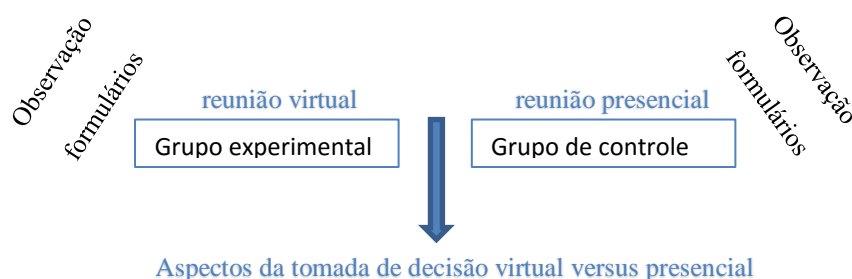 Observação
formulários
reunião virtual
Grupo experimental
reunião presencial
Grupo de controle
Observação
formulários
Aspectos da tomada de decisão virtual versus presencial